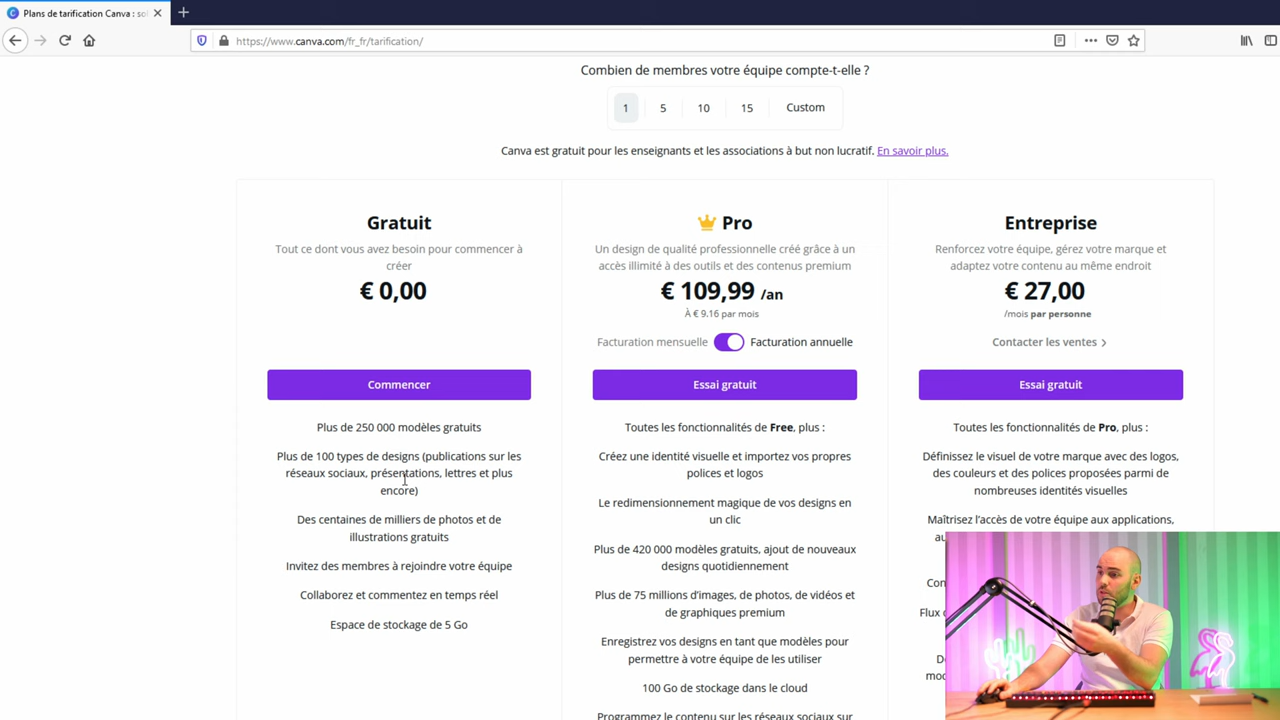 Plans de tarification Canva : sol
https://www.canva.com/fr_fr/tarification/
Combien de membres votre équipe compte-t-elle ?
1 5 10 15 Custom
Canva est gratuit pour les enseignants et les associations à but non lucratif. En savoir plus.
Gratuit
Tout ce dont vous avez besoin pour commencer à
créer
€ 0,00
Commencer
Plus de 250 000 modèles gratuits
Plus de 100 types de designs (publications sur les
réseaux sociaux, présentations, lettres et plus
encore)
Des centaines de milliers de photos et de
illustrations gratuits
Invitez des membres à rejoindre votre équipe
Collaborez et commentez en temps réel
Espace de stockage de 5 Go
Pro
Un design de qualité professionnelle créé grâce à un
accès illimité à des outils et des contenus premium
€ 109,99 /an
À € 9.16 par mois
Facturation mensuelle Facturation annuelle
Essai gratuit
Toutes les fonctionnalités de Free, plus :
Créez une identité visuelle et importez vos propres
polices et logos
Le redimensionnement magique de vos designs en
un clic
Plus de 420 000 modèles gratuits, ajout de nouveaux
designs quotidiennement
Plus de 75 millions d'images, de photos, de vidéos et
de graphiques premium
Enregistrez vos designs en tant que modèles pour
permettre à votre équipe de les utiliser
100 Go de stockage dans le cloud
Programmez le contenu sur les réseaux sociaux sur
Entreprise
Renforcez votre équipe, gérez votre marque et
adaptez votre contenu au même endroit
€ 27,00
/mois par personne
Contacter les ventes
Essai gratuit
Toutes les fonctionnalités de Pro, plus :
Définissez le visuel de votre marque avec des logos,
des couleurs et des polices proposées parmi de
nombreuses identités visuelles
Maîtrisez l'accès de votre équipe aux applications,
Flux